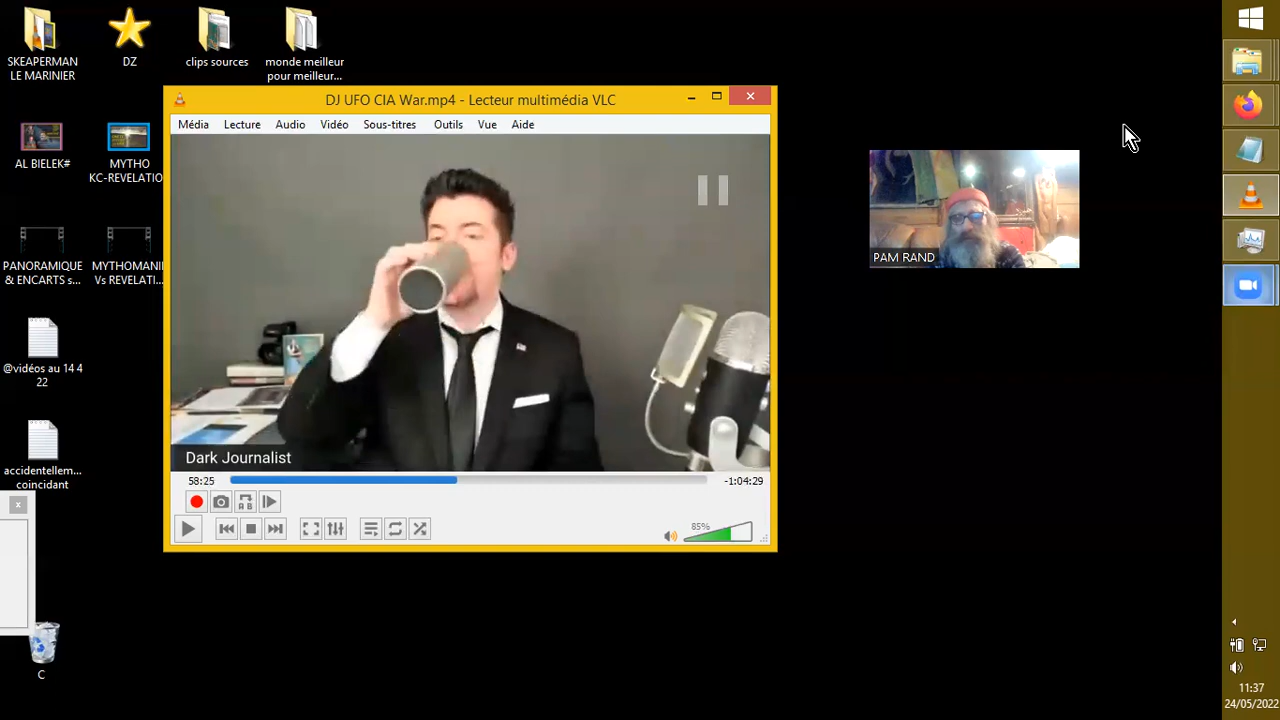 SKEAPERMAN
LE MARINIER
DZ
clips sources
monde meilleur
pour meilleur...
AL BIELEK#
MYTHO
KC-REVELATIO
PANORAMIQUE
& ENCARTS s...
MYTHOMANIE
Vs REVELATI...
@vidéos au 14 4
22
accidentellem...
coincidant
x
C
DJ UFO CIA War.mp4 - Lecteur multimédia VLC
Média Lecture Audio Vidéo Sous-titres Outils Vue Aide
Dark Journalist
58:25
-1:04:29
A B
85%
PAM RAND
11:37
24/05/2022